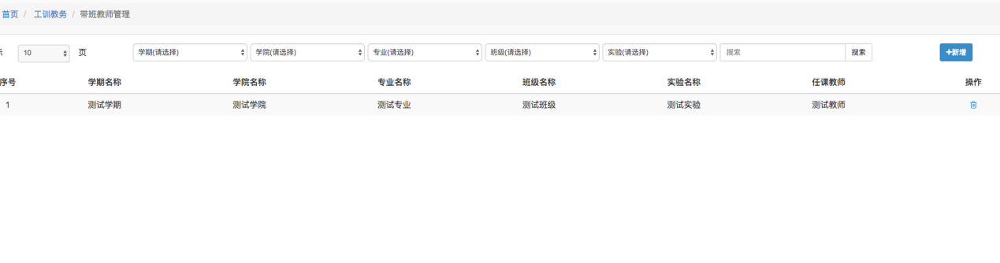 首页 / 工训教务 / 带班教师管理
10 页 学期(请选择) 学院(请选择) 专业(请选择) 班级(请选择) 实验(请选择) 搜索 搜索 +新增
序号 学期名称 学院名称 专业名称 班级名称 实验名称 任课教师 操作
1 测试学期 测试学院 测试专业 测试班级 测试实验 测试教师